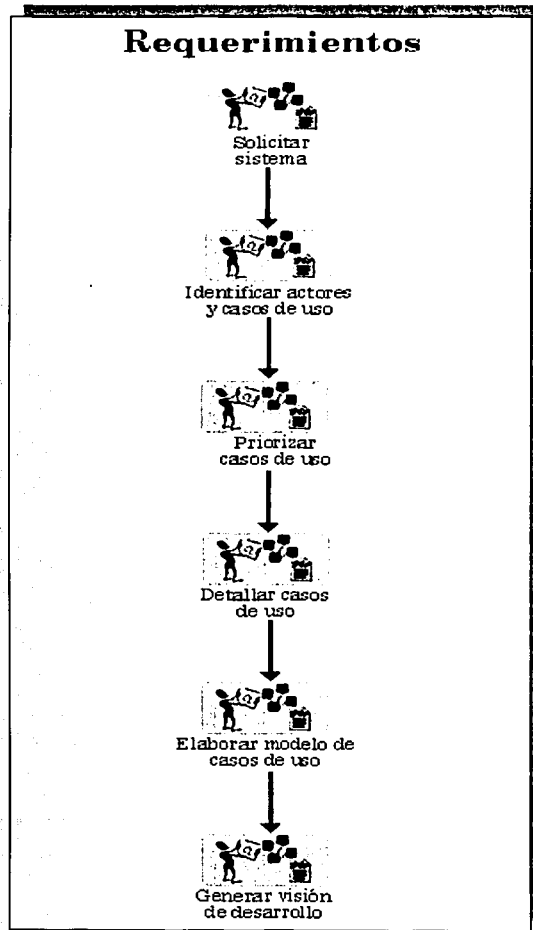 Requerimientos
Solicitar
sistema
Identificar actores
y casos de uso
Priorizar
casos de uso
Detallar casos
de uso
Elaborar modelo de
casos de uso
Generar visión
de desarrollo